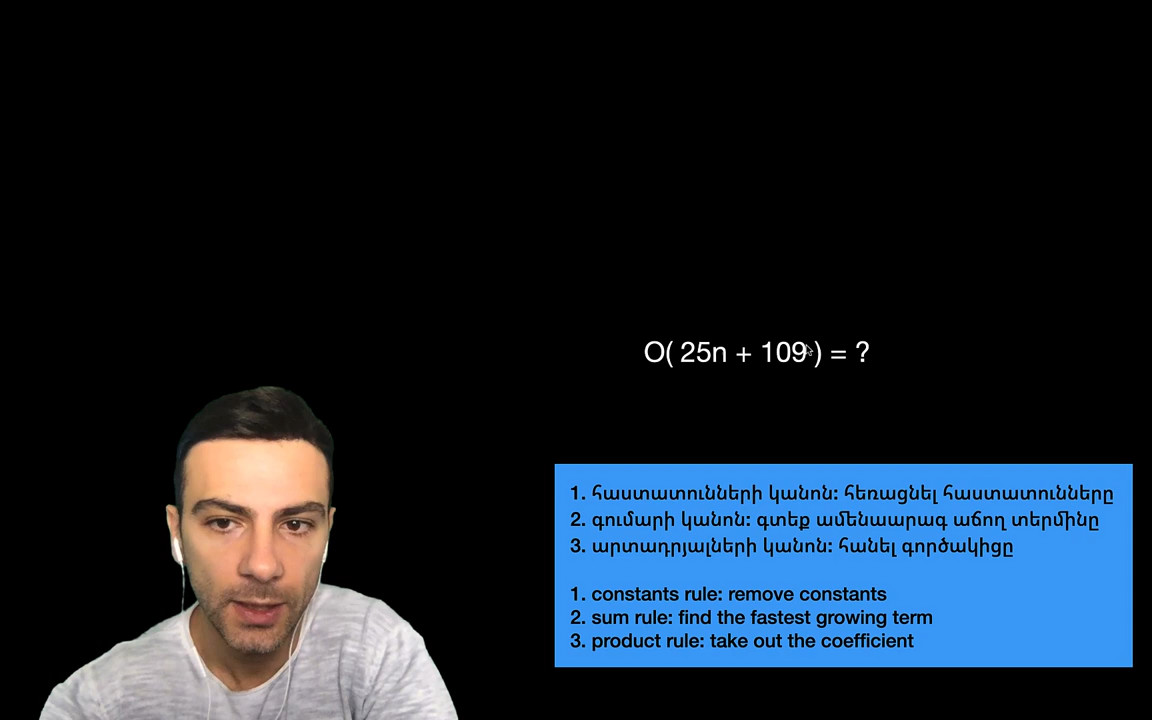 O( 25n + 109 ) = ?
1. հաստատունների կանոն: հեռացնել հաստատունները
2. գումարի կանոն: գտեք ամենաարագ աճող տերմինը
3. արտադրյալների կանոն: հանել գործակիցը
1. constants rule: remove constants
2. sum rule: find the fastest growing term
3. product rule: take out the coefficient